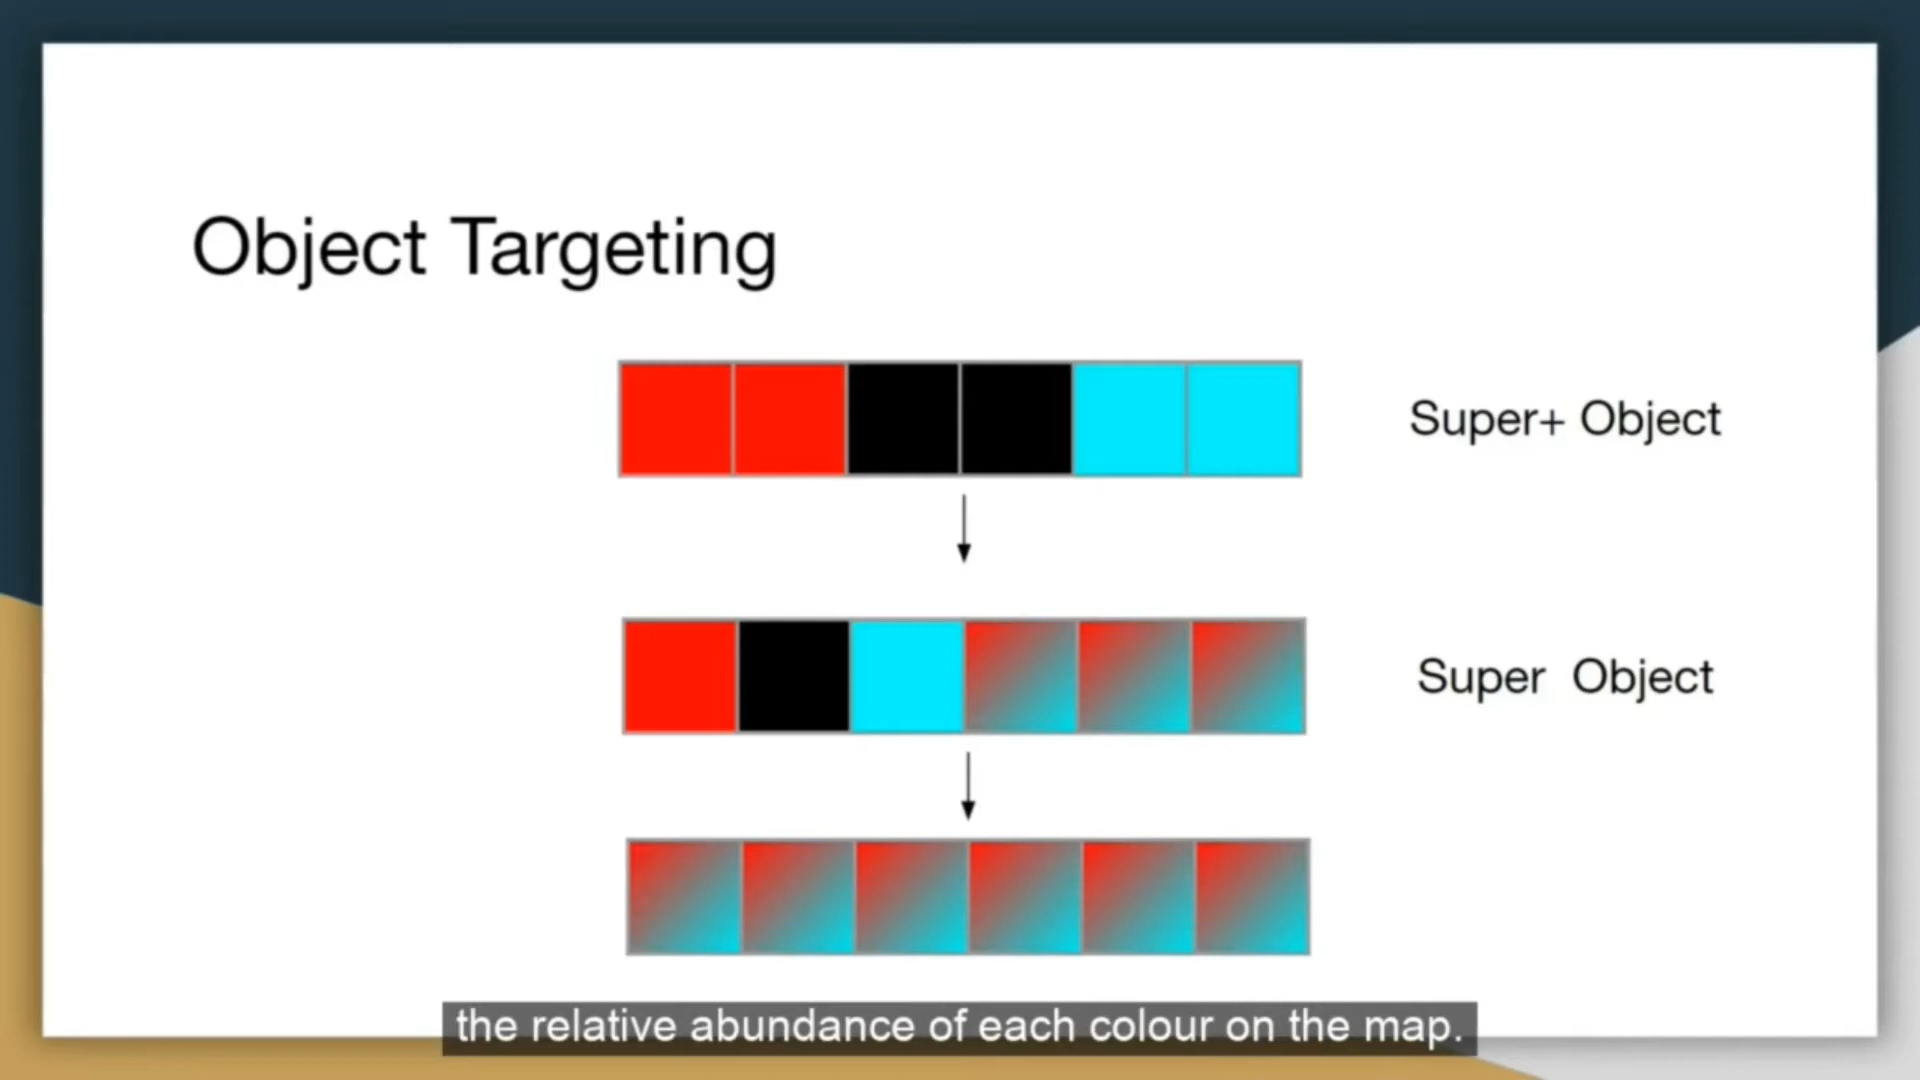 Object Targeting
Super+ Object
Super Object
the relative abundance of each colour on the map.